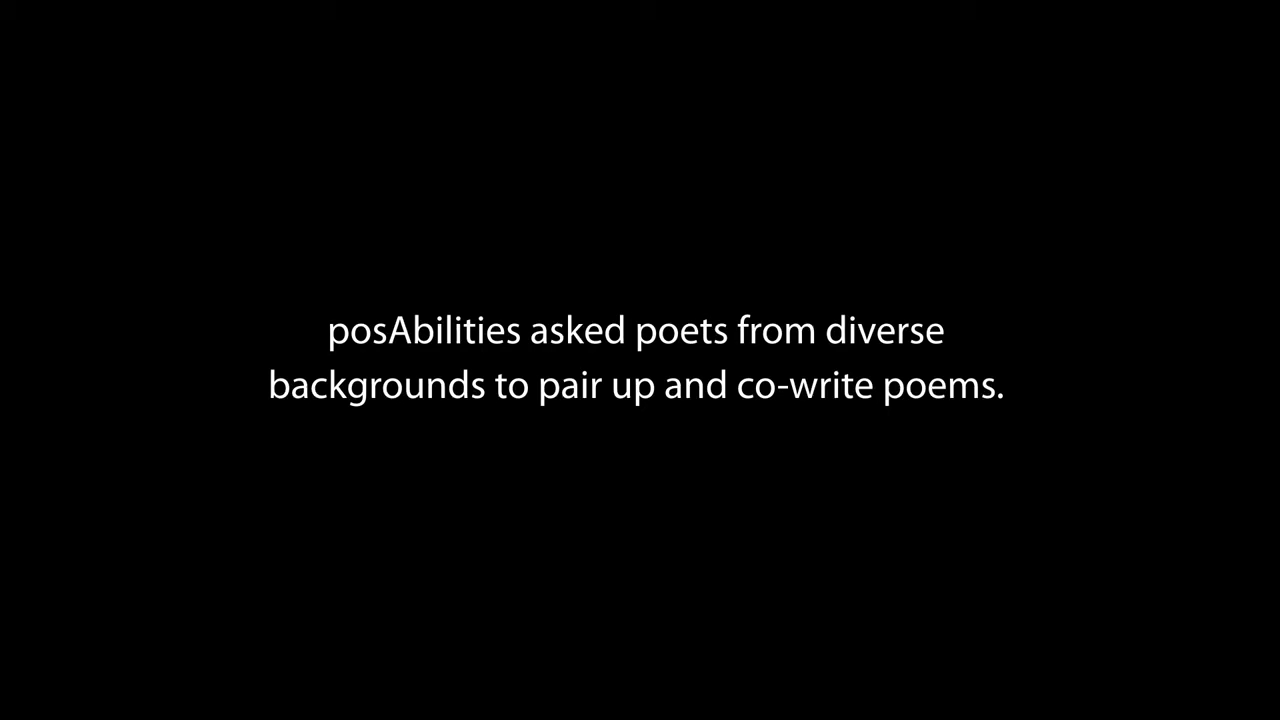 posAbilities asked poets from diverse
backgrounds to pair up and co-write poems.